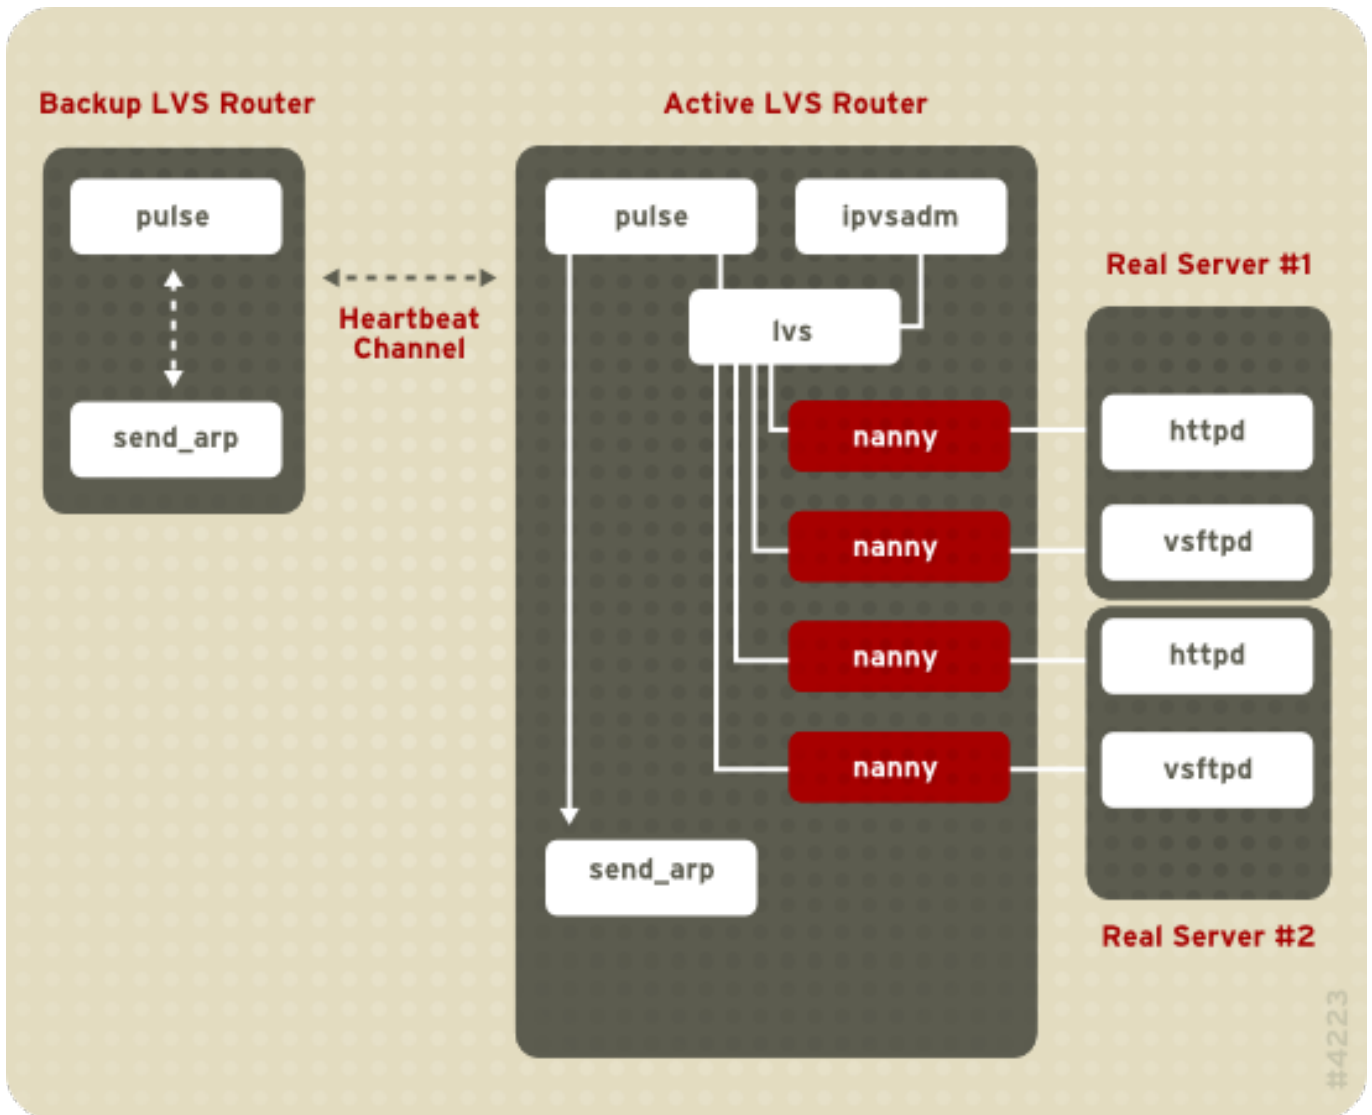 Backup LVS Router
pulse
send_arp
Heartbeat
Channel
Active LVS Router
pulse
ipvsadm
lvs
nanny
nanny
nanny
nanny
send_arp
Real Server #1
httpd
vsftpd
httpd
vsftpd
Real Server #2
#4223